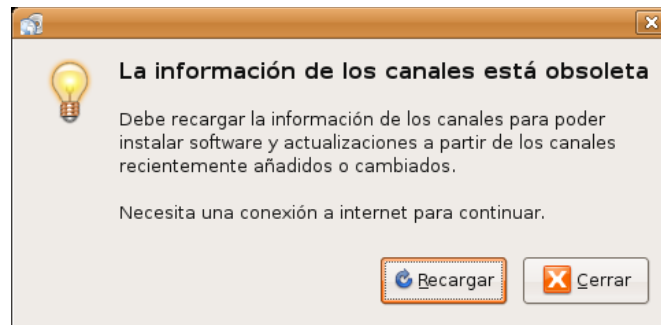 La información de los canales está obsoleta
Debe recargar la información de los canales para poder
instalar software y actualizaciones a partir de los canales
recientemente añadidos o cambiados.
Necesita una conexión a internet para continuar.
Recargar
Cerrar